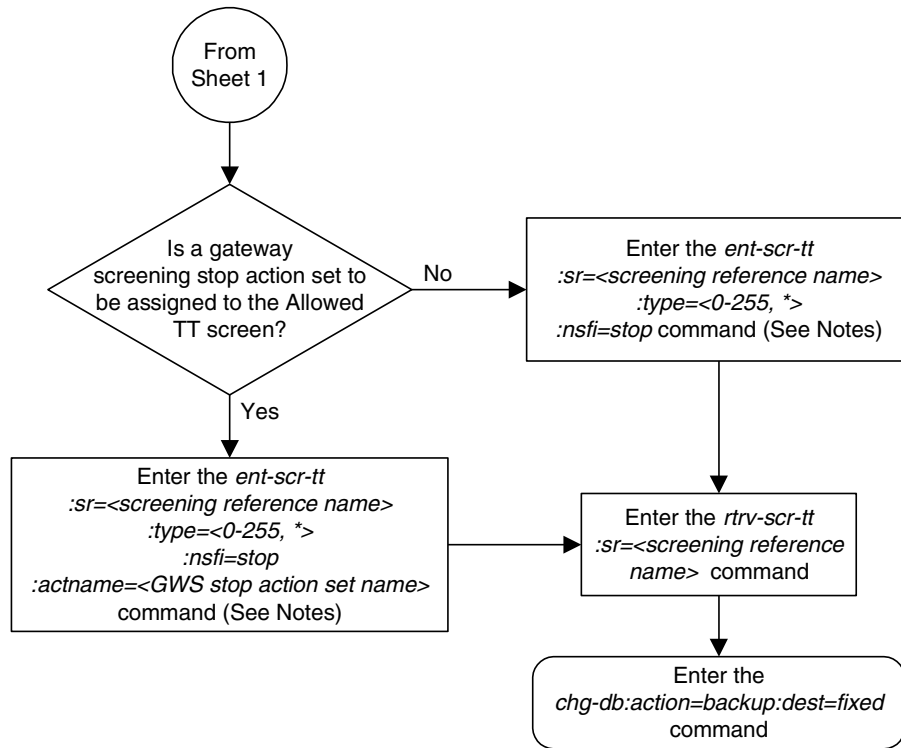 From
Sheet 1
Is a gateway
screening stop action set to
be assigned to the Allowed
TT screen?
No
Enter the ent-scr-tt
:sr=<screening reference name>
:type=<0-255, *>
:nsfi=stop command (See Notes)
Yes
Enter the ent-scr-tt
:sr=<screening reference name>
:type=<0-255, *>
:nsfi=stop
:actname=<GWS stop action set name>
command (See Notes)
Enter the rtrv-scr-tt
:sr=<screening reference
name> command
Enter the
chg-db:action=backup:dest=fixed
command